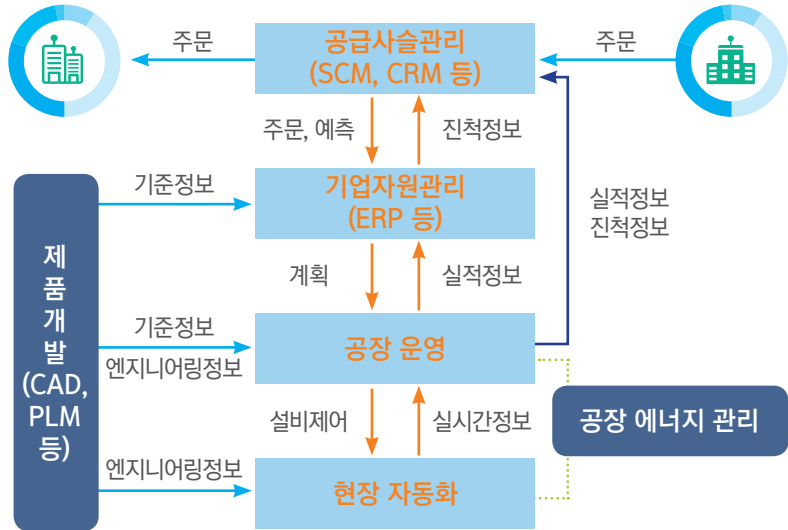 주문
공급사슬관리
(SCM, CRM 등)
주문
주문, 예측
진척정보
기준정보
기업자원관리
(ERP 등)
실적정보
진척정보
제
품
개
발
(CAD,
PLM
등)
계획
실적정보
기준정보
엔지니어링정보
공장 운영
설비제어
실시간정보
공장 에너지 관리
엔지니어링정보
현장 자동화